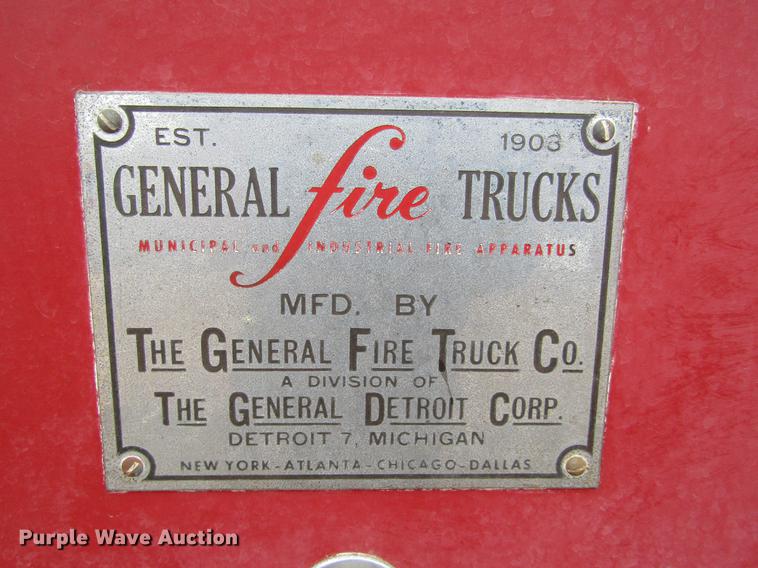 EST. 1903
GENERAL fire TRUCKS
MUNICIPAL and INDUSTRIAL FIRE APPARATUS
MFD. BY
THE GENERAL FIRE TRUCK CO.
A DIVISION OF
THE GENERAL DETROIT CORP.
DETROIT 7, MICHIGAN
NEW YORK-ATLANTA-CHICAGO-DALLAS
Purple Wave Auction